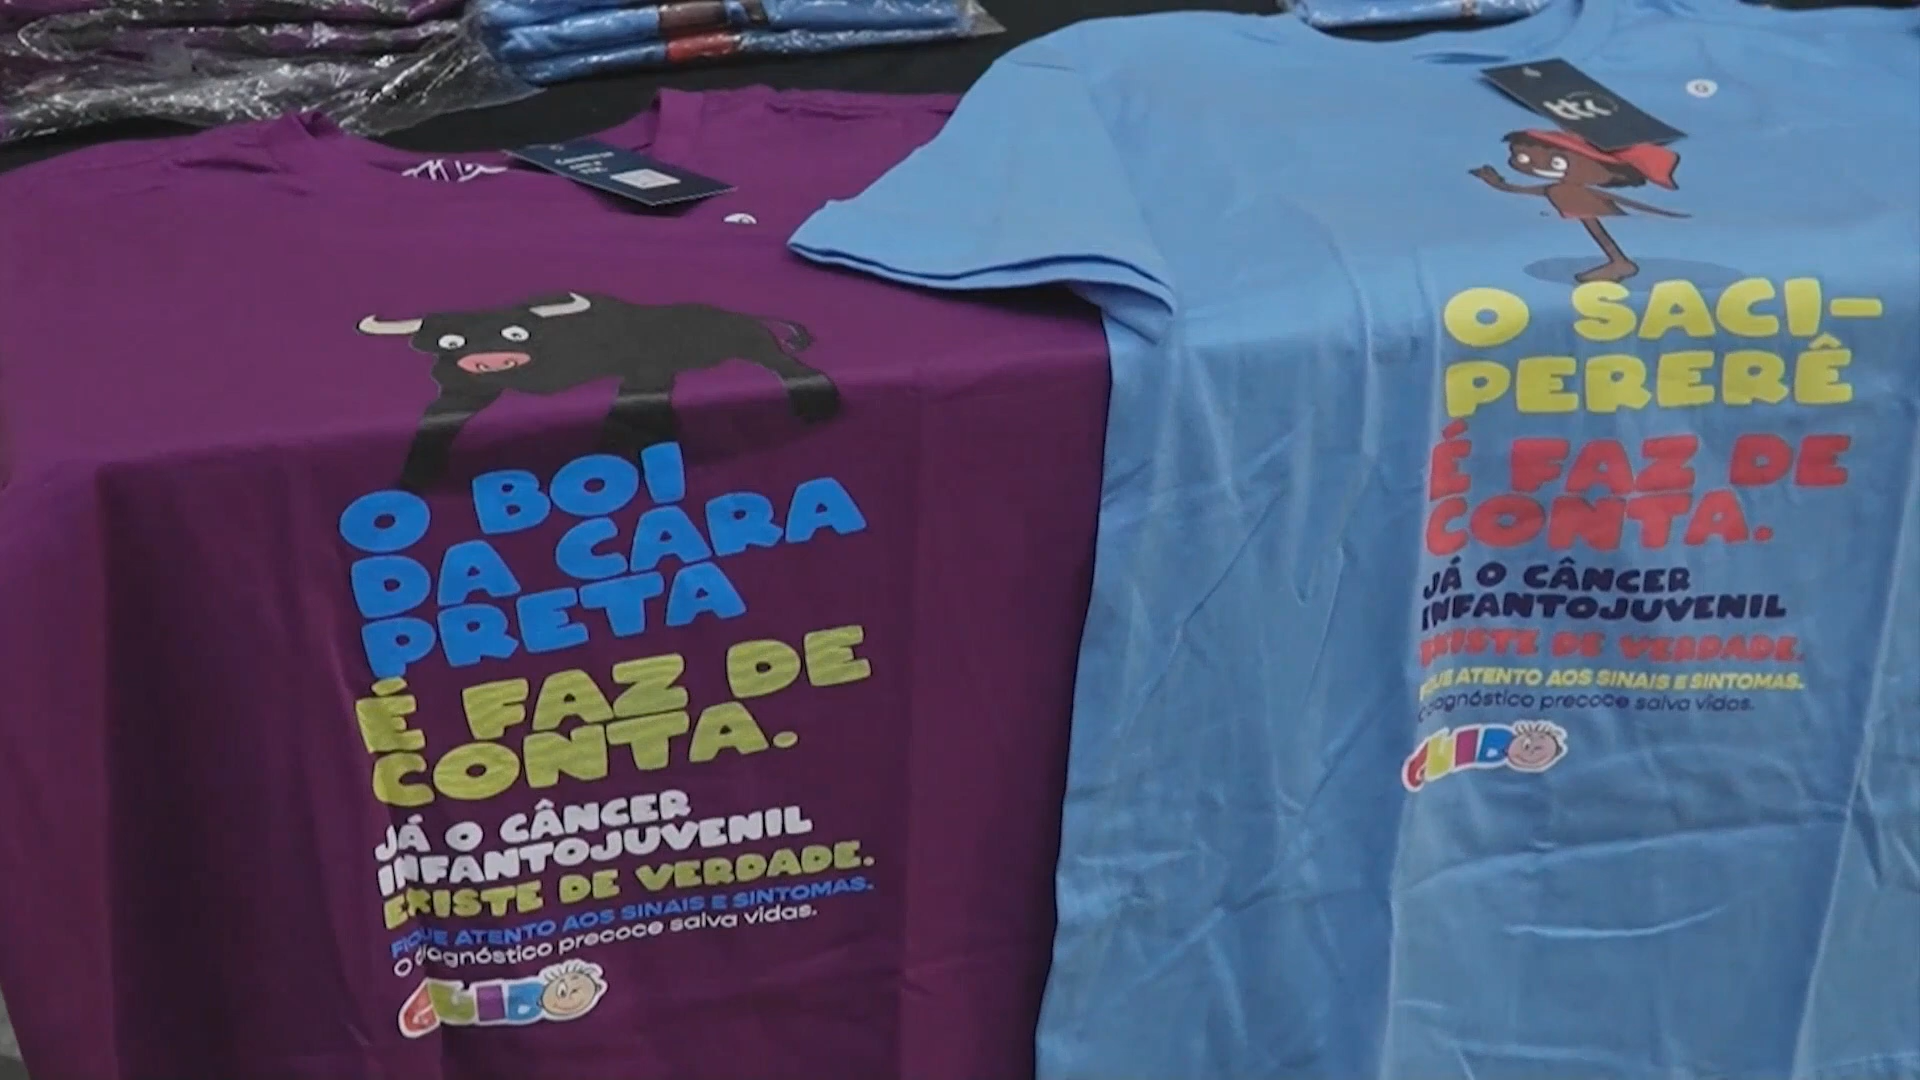 O BOI
DA CARA
PRETA
É FAZ DE
CONTA.
JÁ O CÂNCER
INFANTOJUVENIL
EXISTE DE VERDADE.
FIQUE ATENTO AOS SINAIS E SINTOMAS.
O diagnóstico precoce salva vidas.
GUIDO
O SACI-
PERERÊ
É FAZ DE
CONTA.
JÁ O CÂNCER
INFANTOJUVENIL
EXISTE DE VERDADE.
FIQUE ATENTO AOS SINAIS E SINTOMAS.
O diagnóstico precoce salva vidas.
GUIDO
G